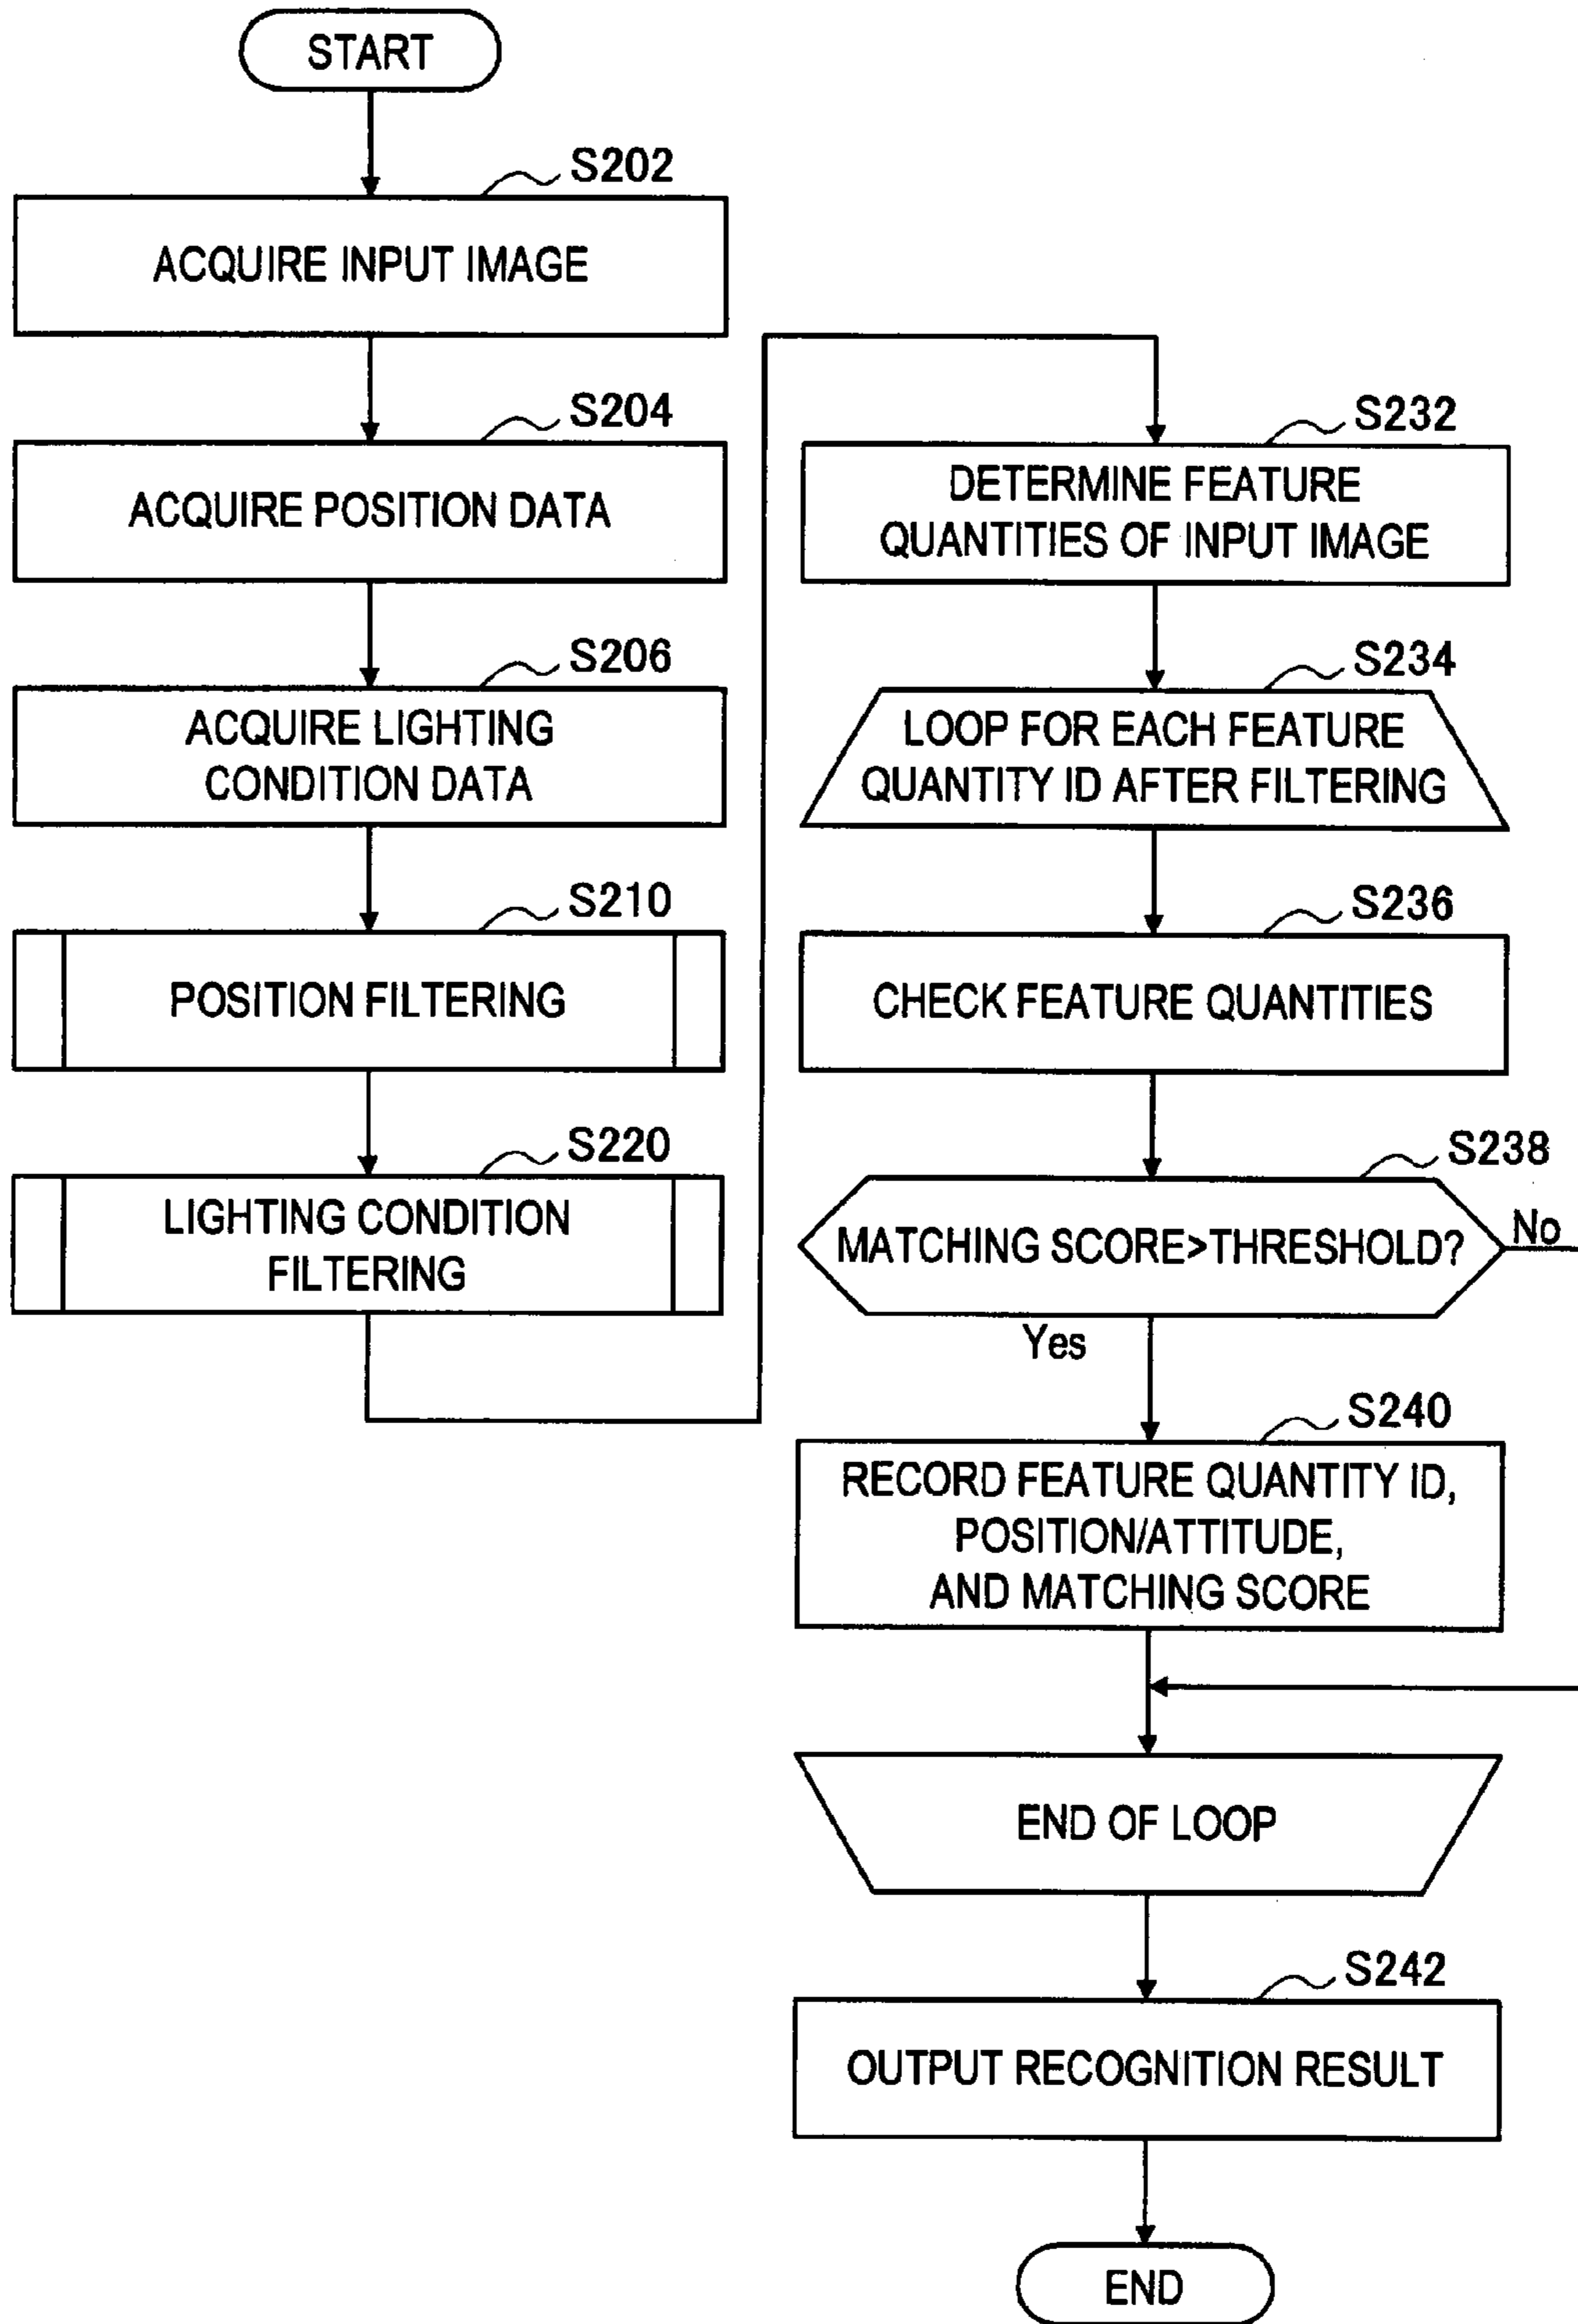 START
S202
ACQUIRE INPUT IMAGE
S204
ACQUIRE POSITION DATA
S206
ACQUIRE LIGHTING
CONDITION DATA
S210
POSITION FILTERING
S220
LIGHTING CONDITION
FILTERING
S232
DETERMINE FEATURE
QUANTITIES OF INPUT IMAGE
S234
LOOP FOR EACH FEATURE
QUANTITY ID AFTER FILTERING
S236
CHECK FEATURE QUANTITIES
S238
MATCHING SCORE>THRESHOLD?
No
Yes
S240
RECORD FEATURE QUANTITY ID,
POSITION/ATTITUDE,
AND MATCHING SCORE
END OF LOOP
S242
OUTPUT RECOGNITION RESULT
END